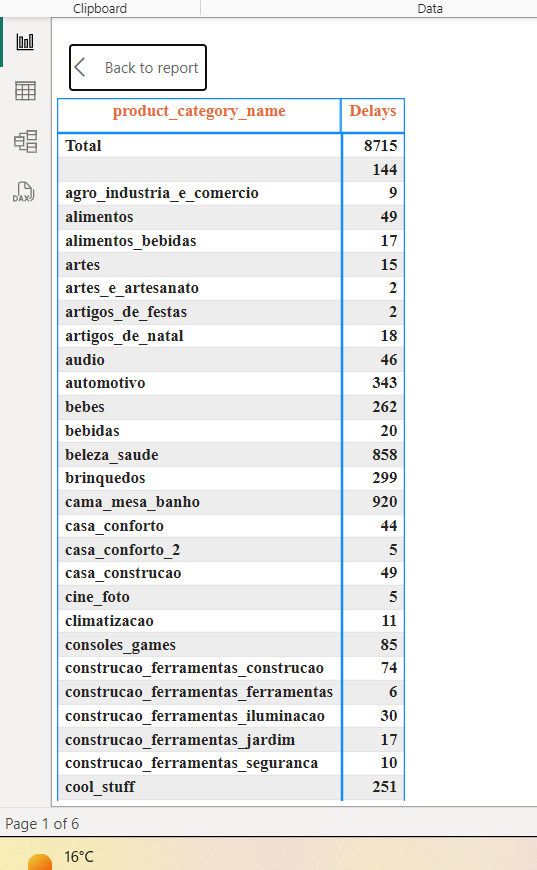 Clipboard Data
Back to report
product_category_name Delays
Total 8715
144
agro_industria_e_comercio 9
alimentos 49
alimentos_bebidas 17
artes 15
artes_e_artesanato 2
artigos_de_festas 2
artigos_de_natal 18
audio 46
automotivo 343
bebes 262
bebidas 20
beleza_saude 858
brinquedos 299
cama_mesa_banho 920
casa_conforto 44
casa_conforto_2 5
casa_construcao 49
cine_foto 5
climatizacao 11
consoles_games 85
construcao_ferramentas_construcao 74
construcao_ferramentas_ferramentas 6
construcao_ferramentas_iluminacao 30
construcao_ferramentas_jardim 17
construcao_ferramentas_seguranca 10
cool_stuff 251
DAX
Page 1 of 6
16°C